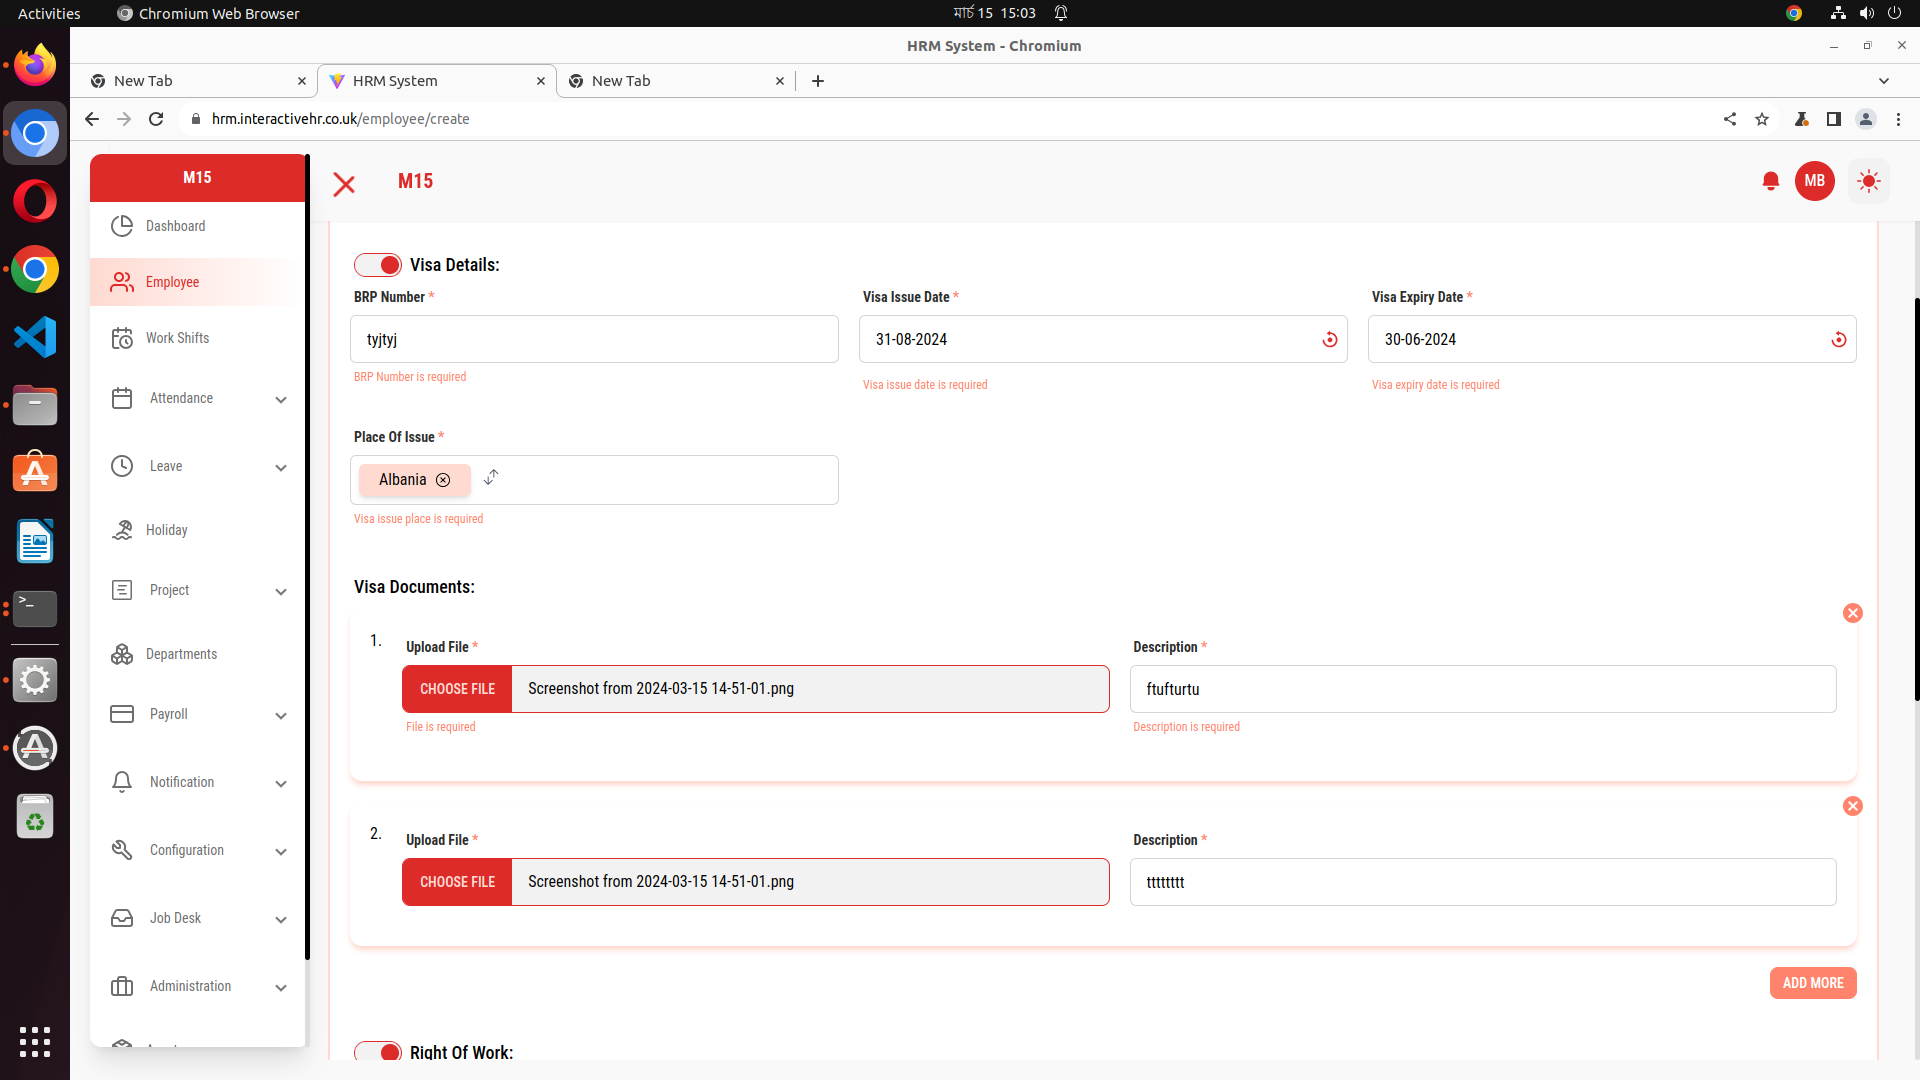 Activities
Chromium Web Browser
মার্চ 15 15:03
HRM System - Chromium
New Tab
HRM System
New Tab
hrm.interactivehr.co.uk/employee/create
M15
M15
MB
Dashboard
Employee
Work Shifts
Attendance
Leave
Holiday
Project
Departments
Payroll
Notification
Configuration
Job Desk
Administration
Visa Details:
BRP Number *
Visa Issue Date *
Visa Expiry Date *
tyjtyj
31-08-2024
30-06-2024
BRP Number is required
Visa issue date is required
Visa expiry date is required
Place Of Issue *
Albania
Visa issue place is required
Visa Documents:
1.
Upload File *
Description *
CHOOSE FILE
Screenshot from 2024-03-15 14-51-01.png
ftufturtu
File is required
Description is required
2.
Upload File *
Description *
CHOOSE FILE
Screenshot from 2024-03-15 14-51-01.png
tttttttt
ADD MORE
Right Of Work: